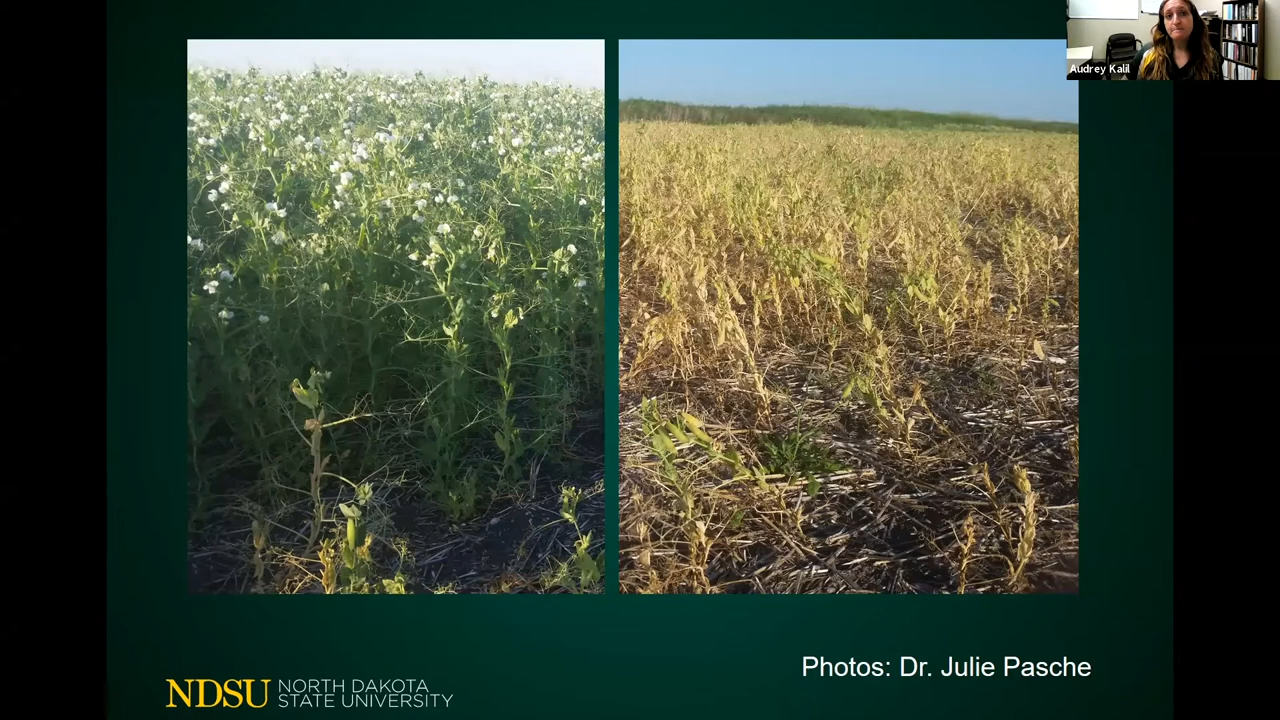 Audrey Kalil
Photos: Dr. Julie Pasche
NDSU NORTH DAKOTA
STATE UNIVERSITY